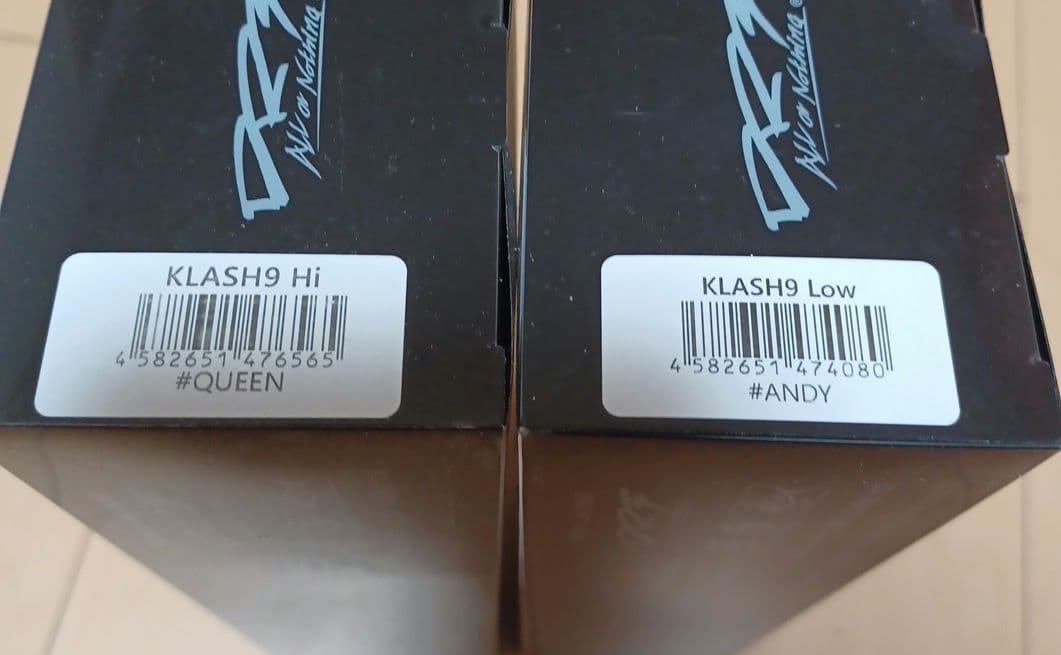 All or Nothing
KLASH9 Hi
4 582651 476565
#QUEEN
All or Nothing
KLASH9 Low
4 582651 474080
#ANDY